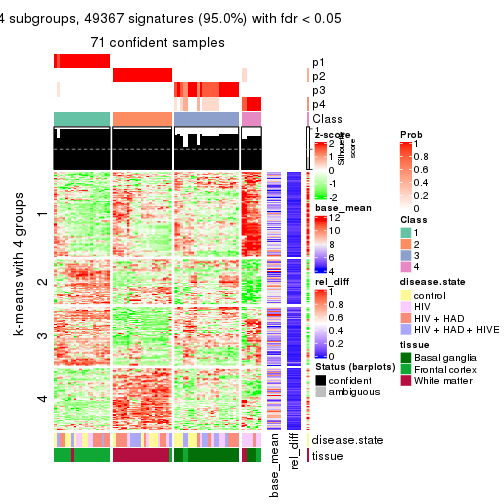 4 subgroups, 49367 signatures (95.0%) with fdr < 0.05
71 confident samples
p1
p2
p3
p4
Class
1
Silhouette
score
k-means with 4 groups
1
2
3
4
base_mean
rel_diff
disease.state
tissue
z-score
2
1
0
-1
-2
base_mean
12
10
8
6
4
rel_diff
1
0.8
0.6
0.4
0.2
0
Status (barplots)
confident
ambiguous
Prob
1
0.8
0.6
0.4
0.2
0
Class
1
2
3
4
disease.state
control
HIV
HIV + HAD
HIV + HAD + HIVE
tissue
Basal ganglia
Frontal cortex
White matter